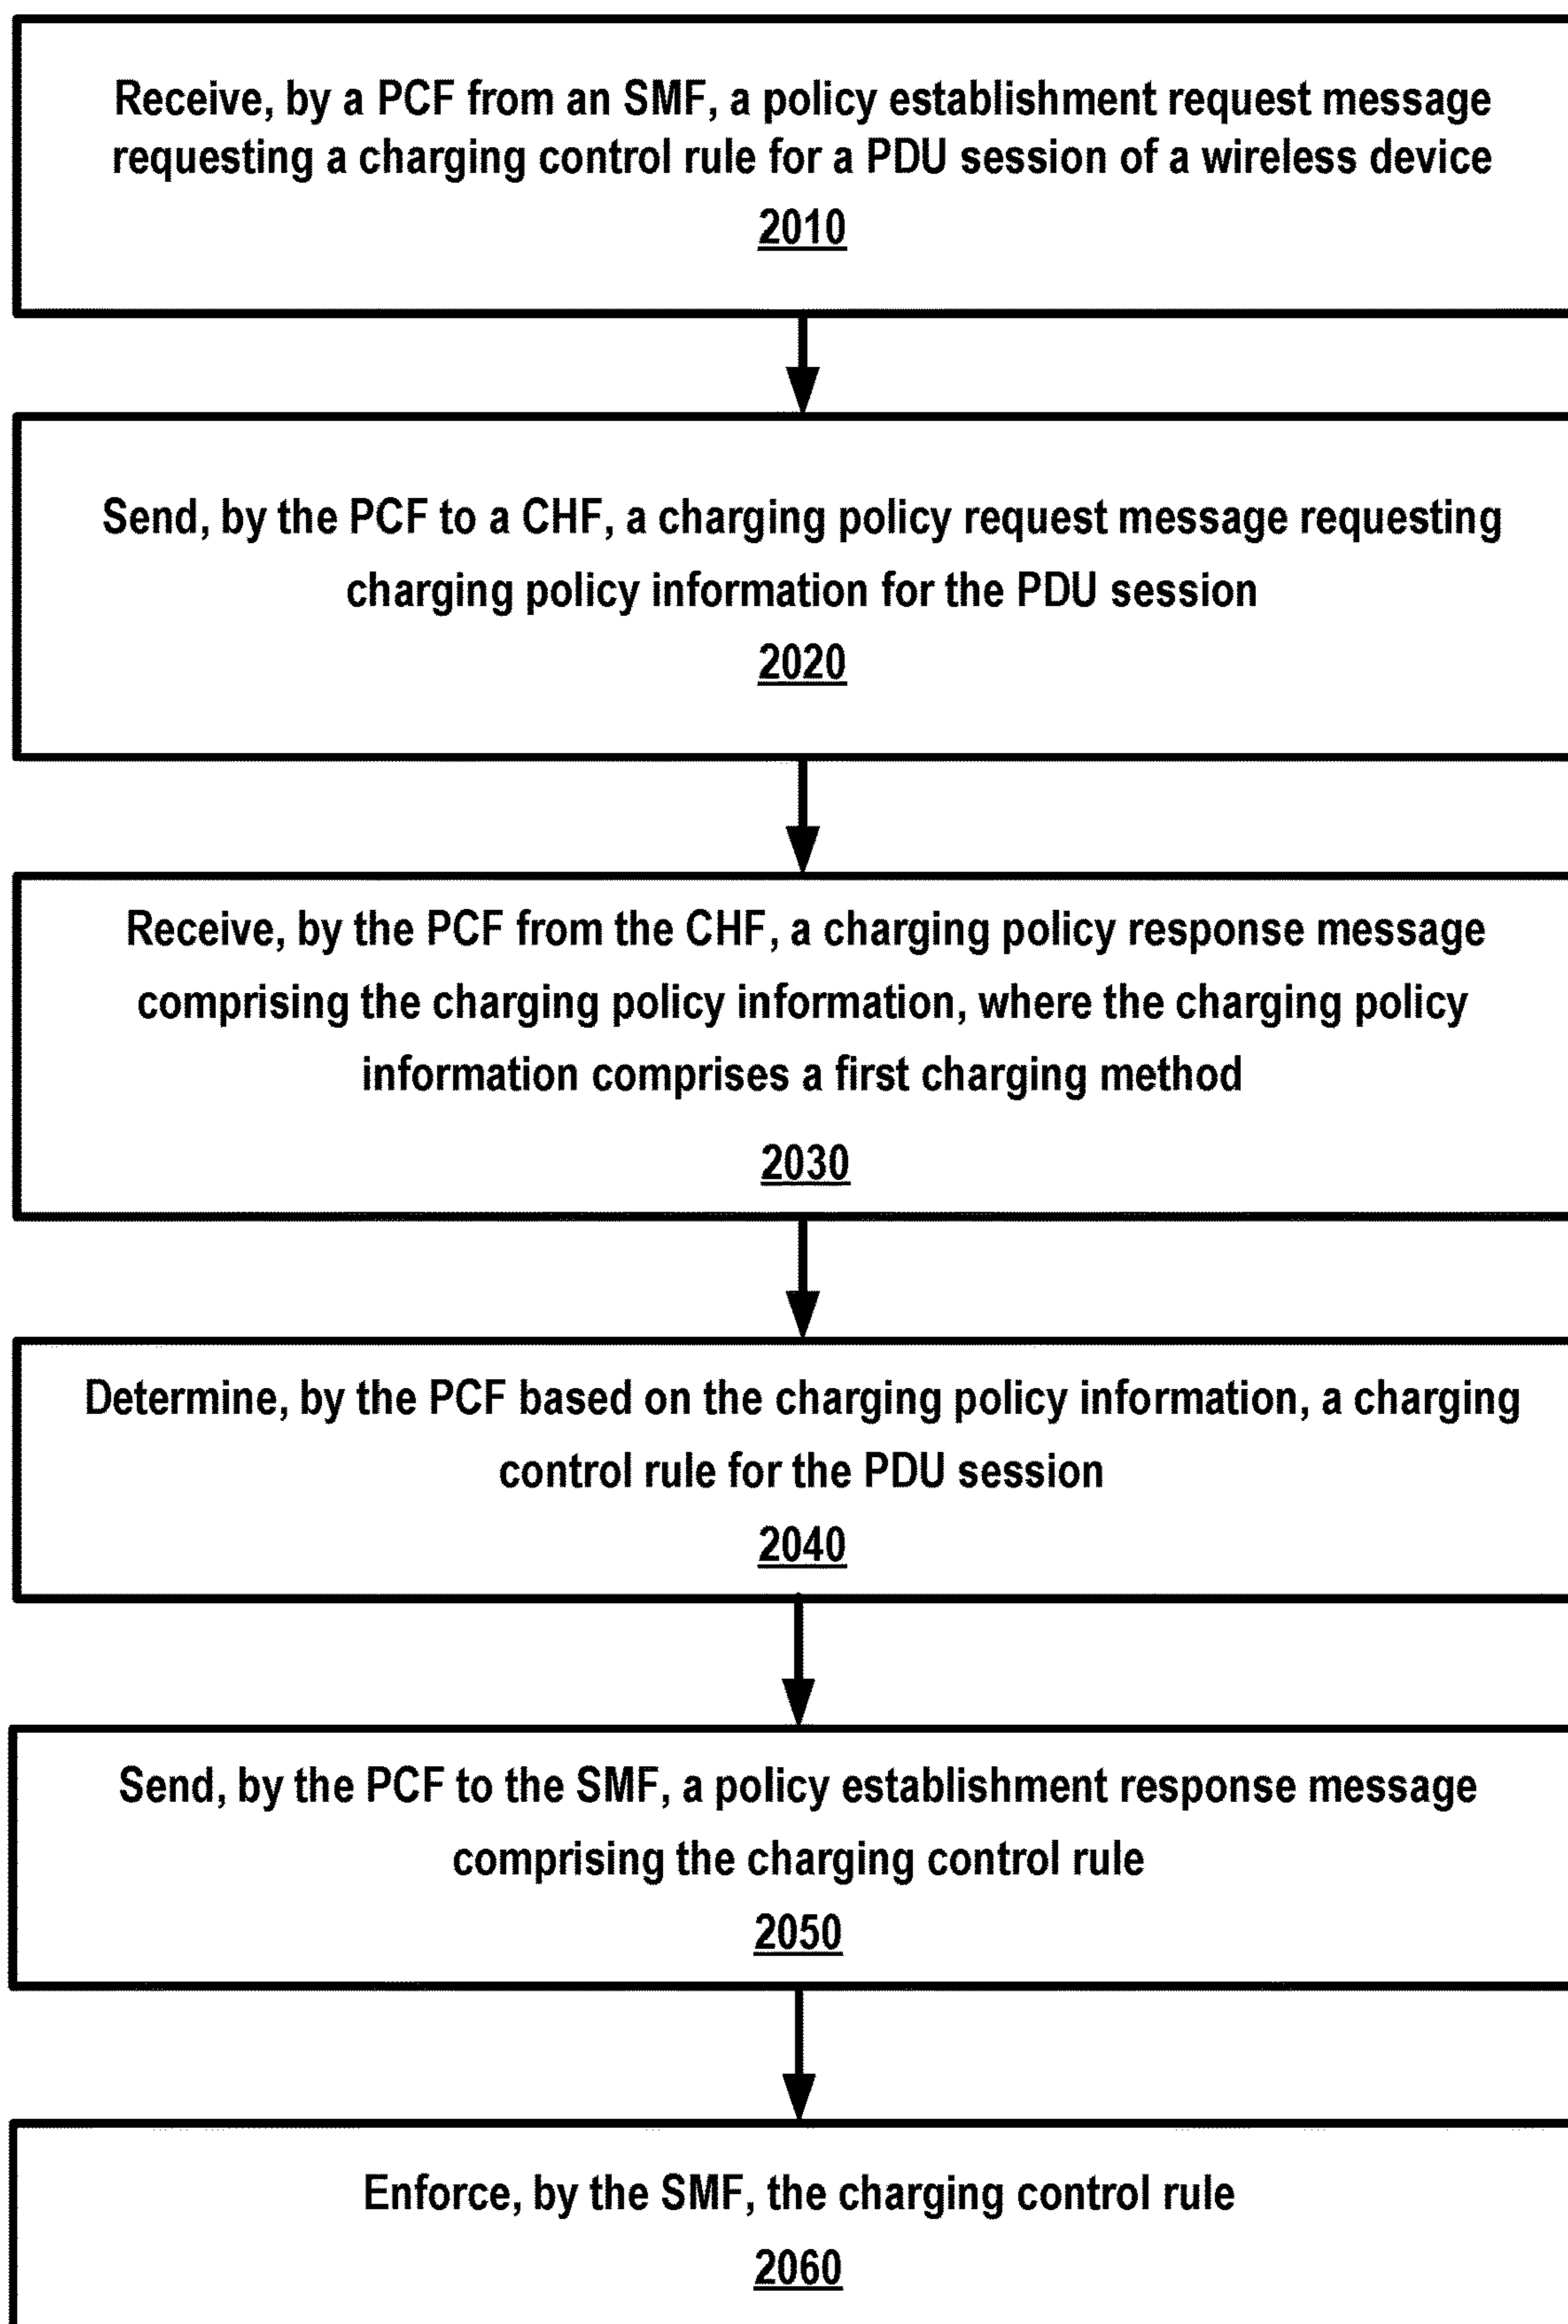 Receive, by a PCF from an SMF, a policy establishment request message
requesting a charging control rule for a PDU session of a wireless device
2010
Send, by the PCF to a CHF, a charging policy request message requesting
charging policy information for the PDU session
2020
Receive, by the PCF from the CHF, a charging policy response message
comprising the charging policy information, where the charging policy
information comprises a first charging method
2030
Determine, by the PCF based on the charging policy information, a charging
control rule for the PDU session
2040
Send, by the PCF to the SMF, a policy establishment response message
comprising the charging control rule
2050
Enforce, by the SMF, the charging control rule
2060